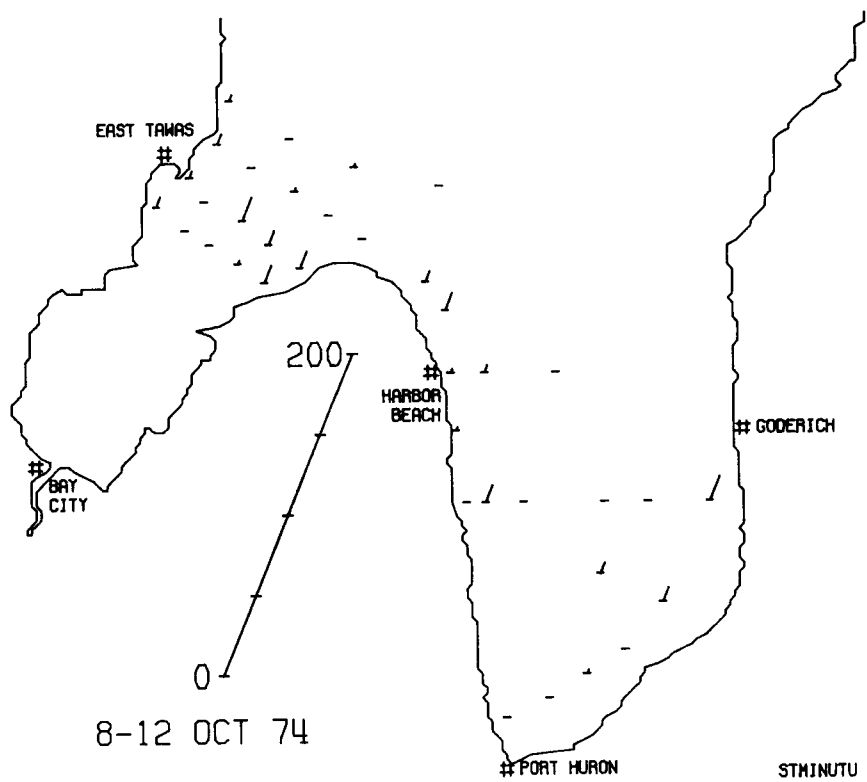 EAST TAWAS
200
HARBOR
BEACH
GODERICH
BAY
CITY
0
8-12 OCT 74
PORT HURON
STMINUTU